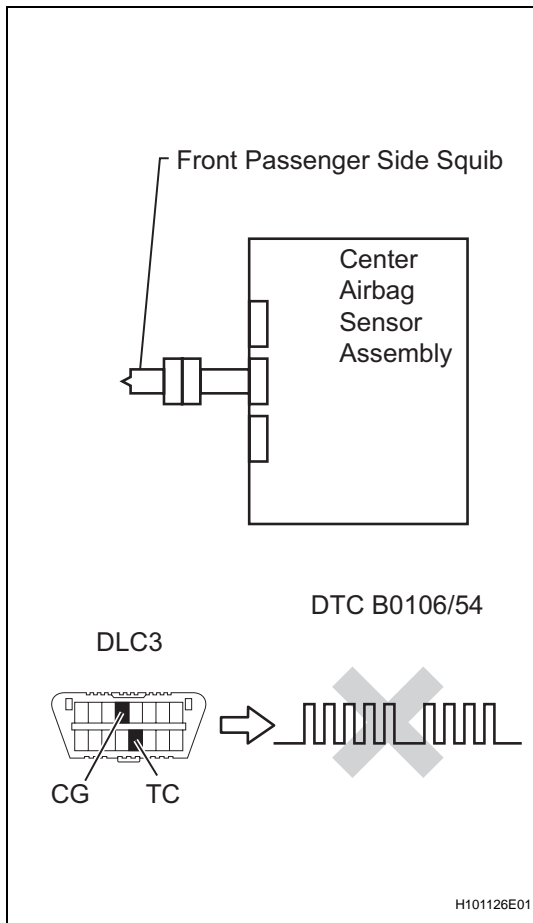 Front Passenger Side Squib
Center
Airbag
Sensor
Assembly
DTC B0106/54
DLC3
CG
TC
H101126E01